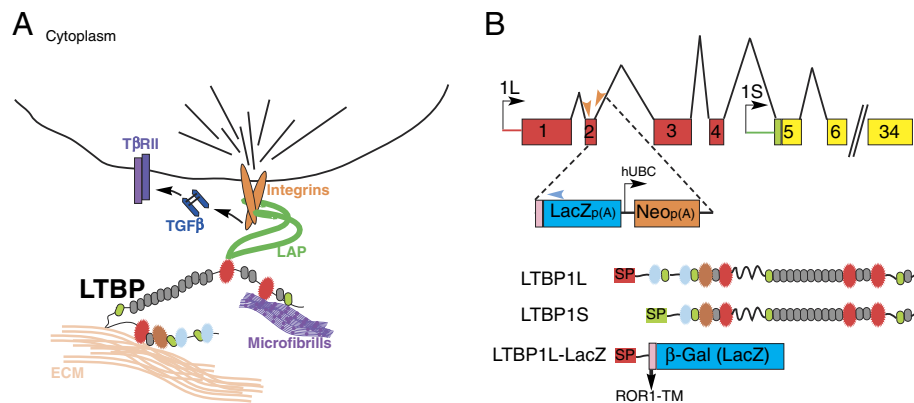 A
Cytoplasm
TβRII
Integrins
TGFβ
LAP
LTBP
Microfibrills
ECM
B
1L
1S
1
2
3
4
5
6
34
hUBC
LacZp(A)
Neop(A)
LTBP1L
SP
LTBP1S
SP
LTBP1L-LacZ
SP
β-Gal (LacZ)
ROR1-TM